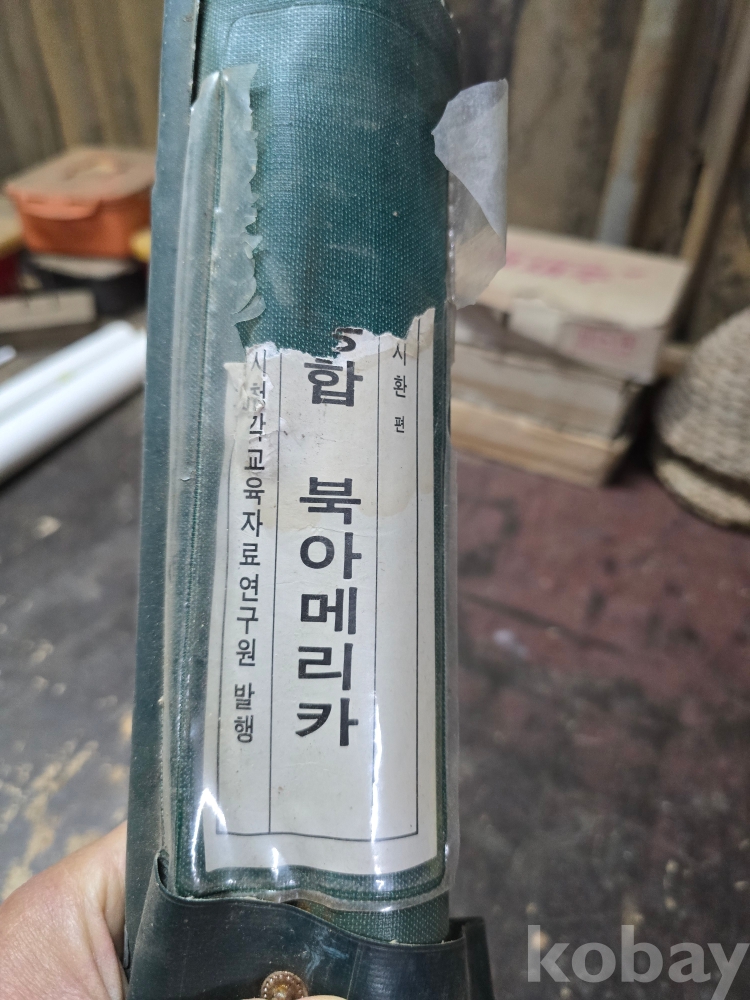 시환 편
합 북아메리카
시청각교육자료연구원 발행
kobay